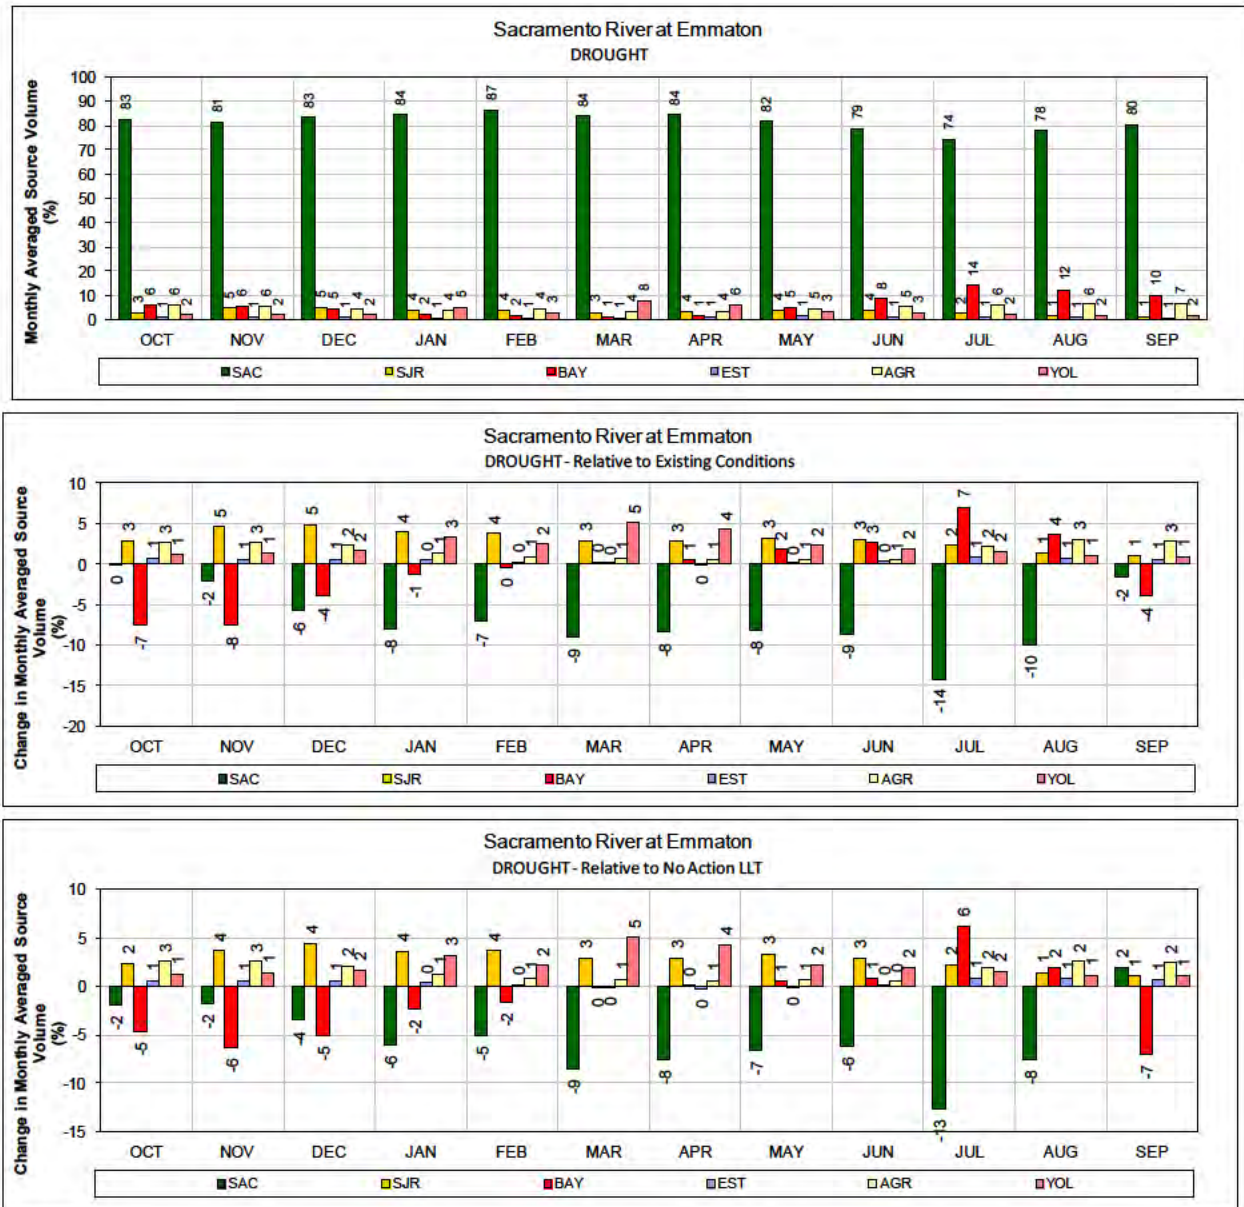 Sacramento River at Emmaton
DROUGHT
Monthly Averaged Source Volume
(%)
100
90
80
70
60
50
40
30
20
10
0
83 3 6 1 6 2
81 5 6 1 6 2
83 5 5 1 4 2
84 4 2 1 4 5
87 4 2 1 4 3
84 3 1 1 4 8
84 4 1 1 4 6
82 4 5 2 5 3
79 4 8 1 5 3
74 2 14 1 6 2
78 1 12 1 6 2
80 1 10 1 7 2
OCT NOV DEC JAN FEB MAR APR MAY JUN JUL AUG SEP
SAC SJR BAY EST AGR YOL
Sacramento River at Emmaton
DROUGHT - Relative to Existing Conditions
Change in Monthly Averaged Source
Volume
(%)
10
5
0
-5
-10
-15
-20
0 3 -7 1 3 1
-2 5 -8 1 3 1
-6 5 -4 1 2 2
-8 4 -1 0 1 3
-7 4 0 0 1 2
-9 3 0 0 1 5
-8 3 1 0 1 4
-8 3 2 0 1 2
-9 3 3 0 1 2
-14 2 7 1 2 2
-10 1 4 1 3 1
-2 1 -4 1 3 1
OCT NOV DEC JAN FEB MAR APR MAY JUN JUL AUG SEP
SAC SJR BAY EST AGR YOL
Sacramento River at Emmaton
DROUGHT - Relative to No Action LLT
Change in Monthly Averaged Source
Volume
(%)
10
5
0
-5
-10
-15
-2 2 -5 1 3 1
-2 4 -6 1 3 1
-4 4 -5 1 2 2
-6 4 -2 0 1 3
-5 4 -2 0 1 2
-9 3 0 0 1 5
-8 3 0 0 1 4
-7 3 1 0 1 2
-6 3 1 0 0 2
-13 2 6 1 2 2
-8 1 2 1 2 1
2 1 -7 1 2 1
OCT NOV DEC JAN FEB MAR APR MAY JUN JUL AUG SEP
SAC SJR BAY EST AGR YOL